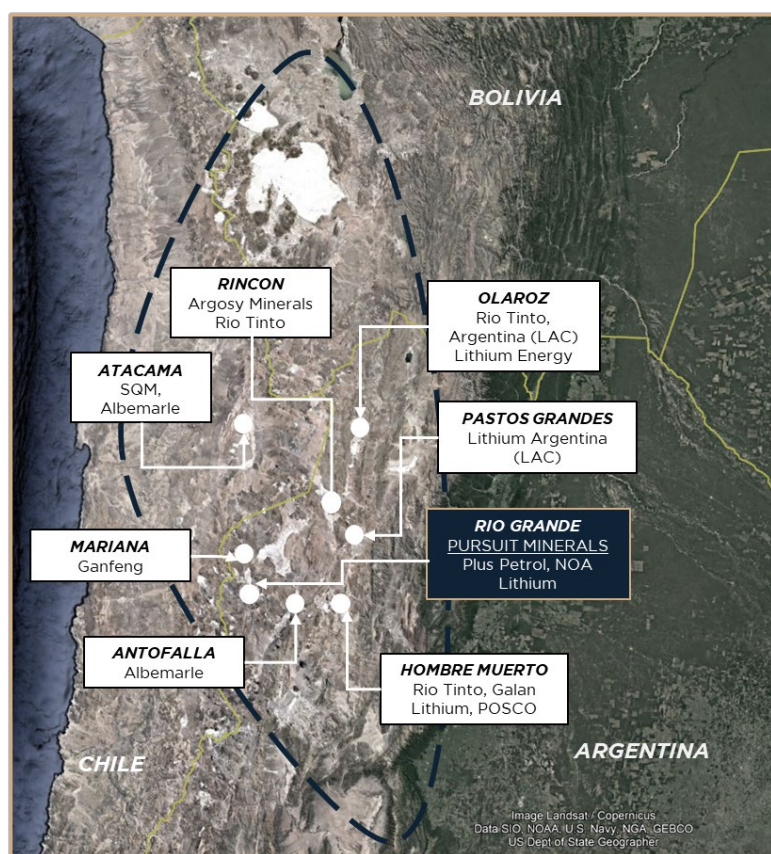 BOLIVIA
RINCON
Argosy Minerals
Rio Tinto
OLAROZ
Rio Tinto,
Argentina (LAC)
Lithium Energy
ATACAMA
SQM,
Albemarle
PASTOS GRANDES
Lithium Argentina
(LAC)
RIO GRANDE
PURSUIT MINERALS
Plus Petrol, NOA
Lithium
MARIANA
Ganfeng
ANTOFALLA
Albemarle
HOMBRE MUERTO
Rio Tinto, Galan
Lithium, POSCO
CHILE
ARGENTINA
Image Landsat / Copernicus
Data SIO, NOAA, U.S. Navy, NGA, GEBCO
US Dept of State Geographer